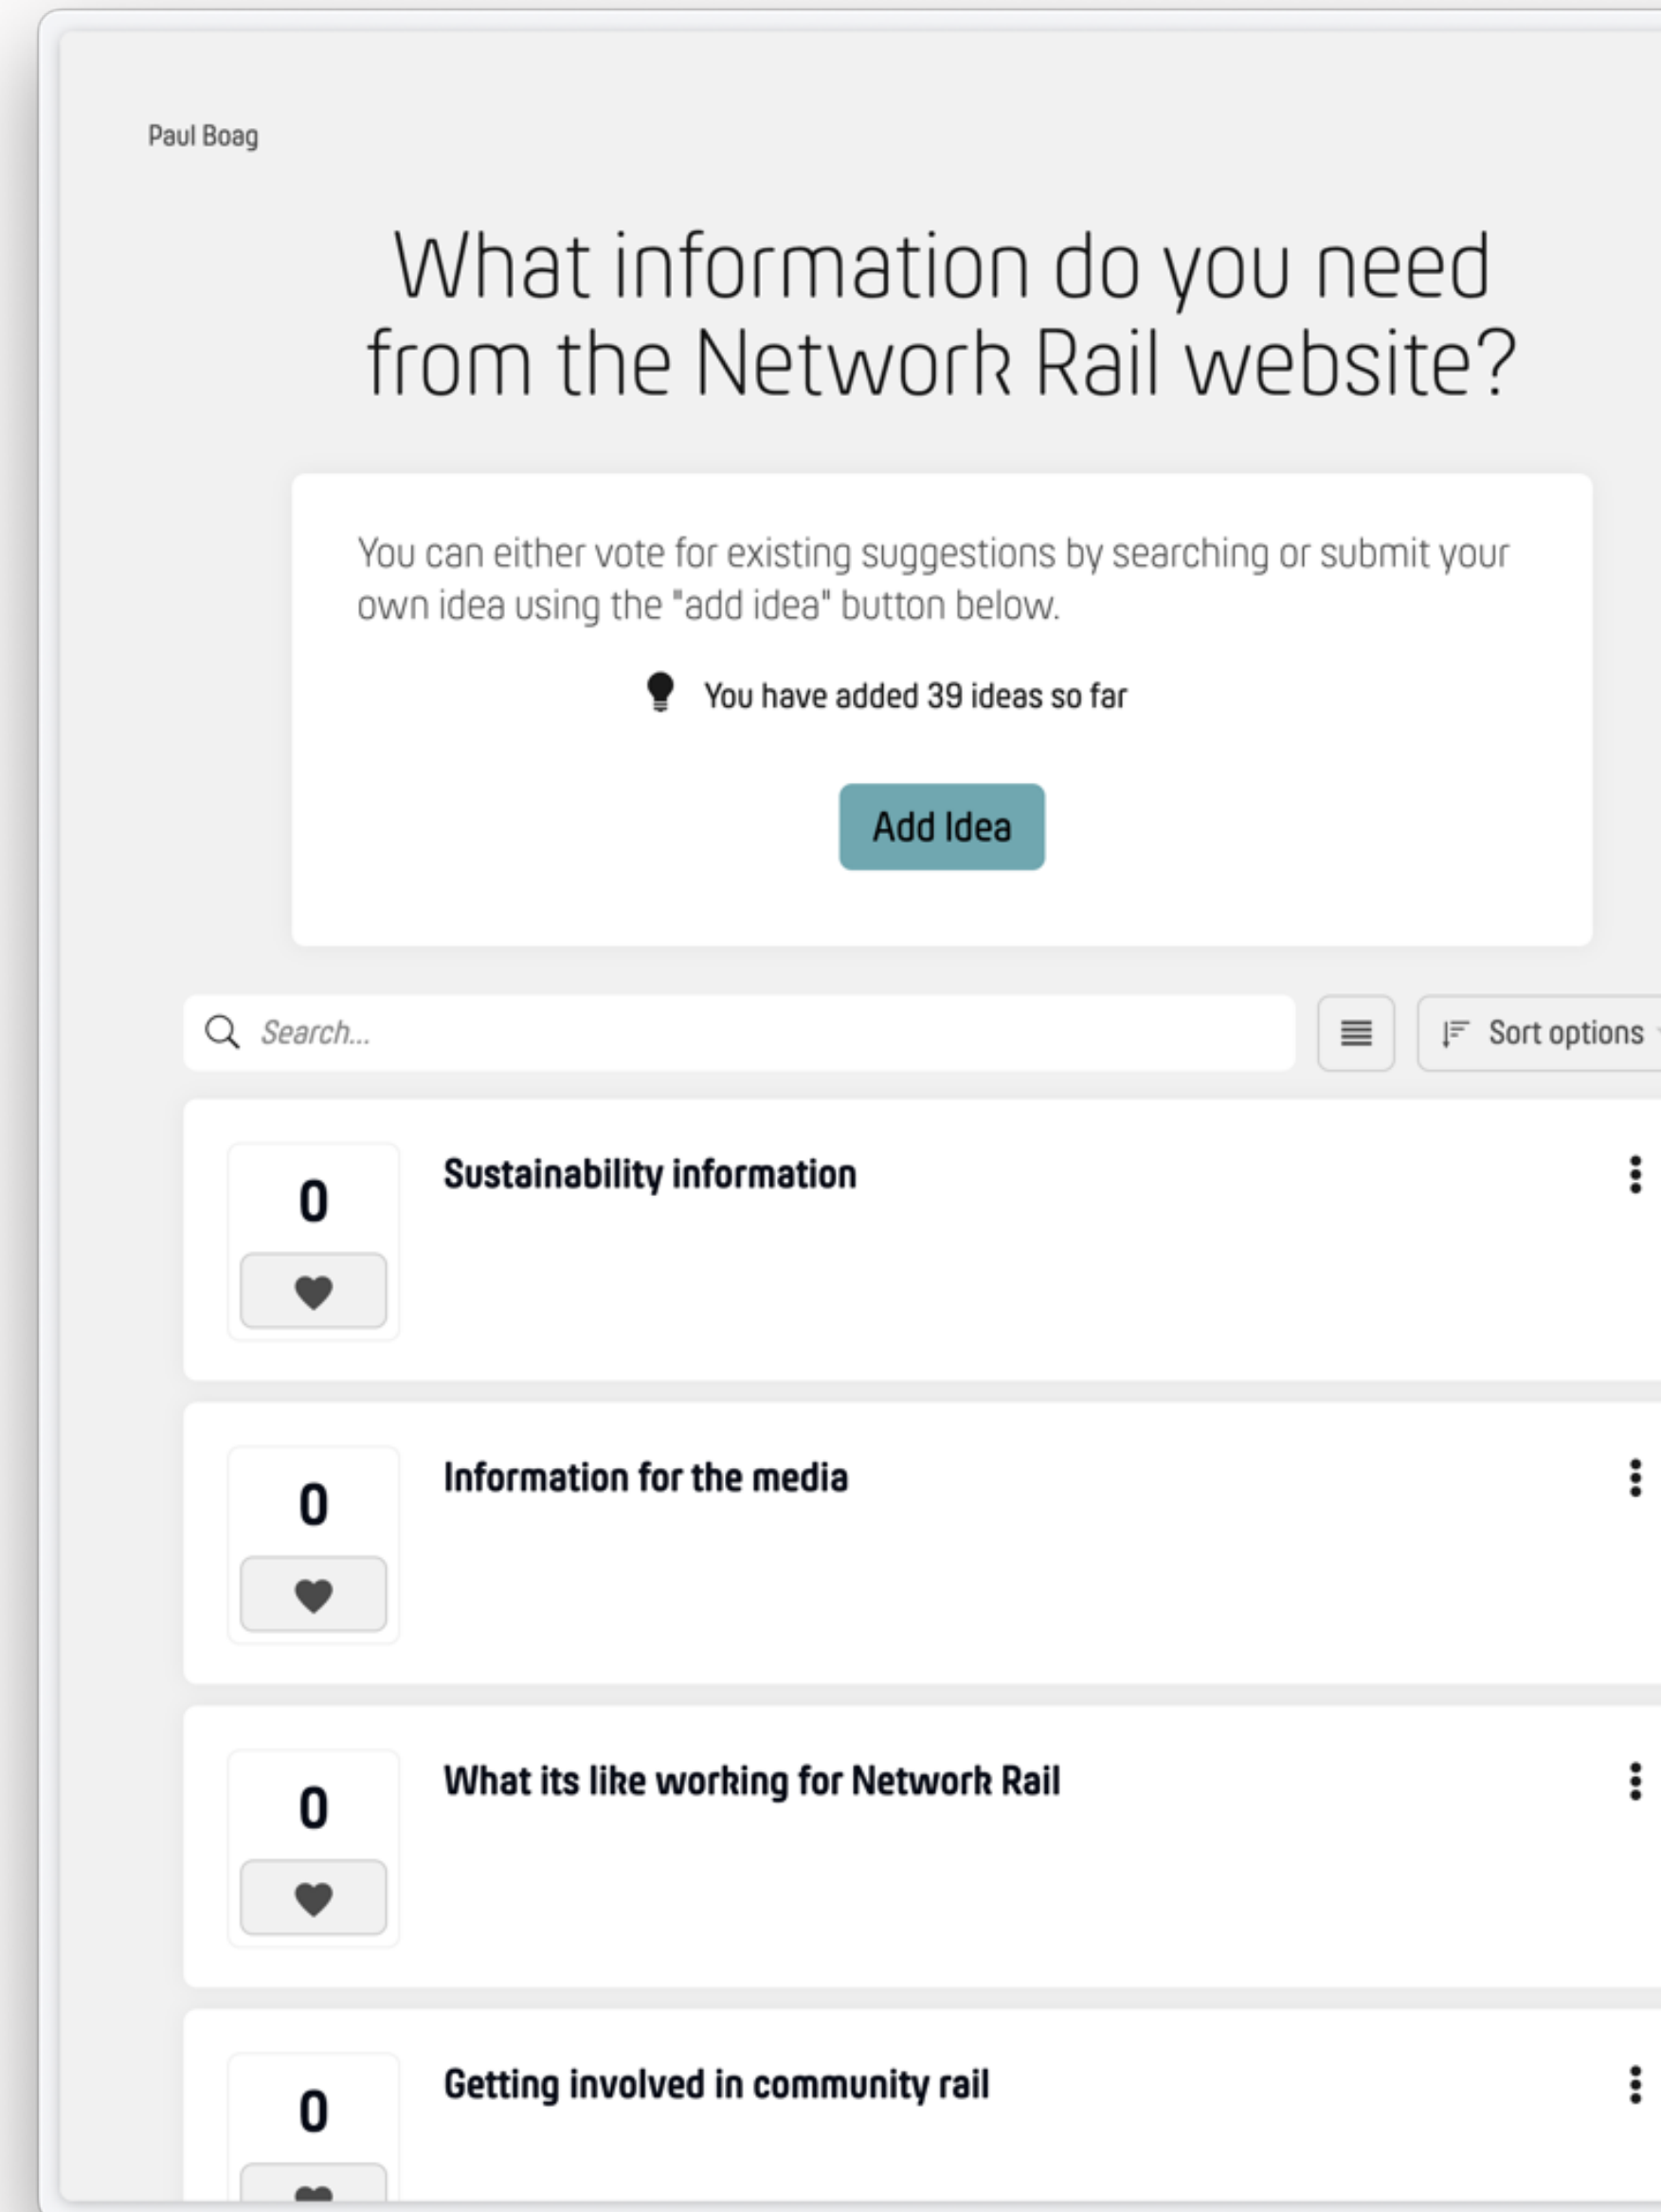 Paul Boag
What information do you need
from the Network Rail website?
You can either vote for existing suggestions by searching or submit your
own idea using the "add idea" button below.
You have added 39 ideas so far
Add Idea
Search...
Sort options
0
Sustainability information
0
Information for the media
0
What its like working for Network Rail
0
Getting involved in community rail